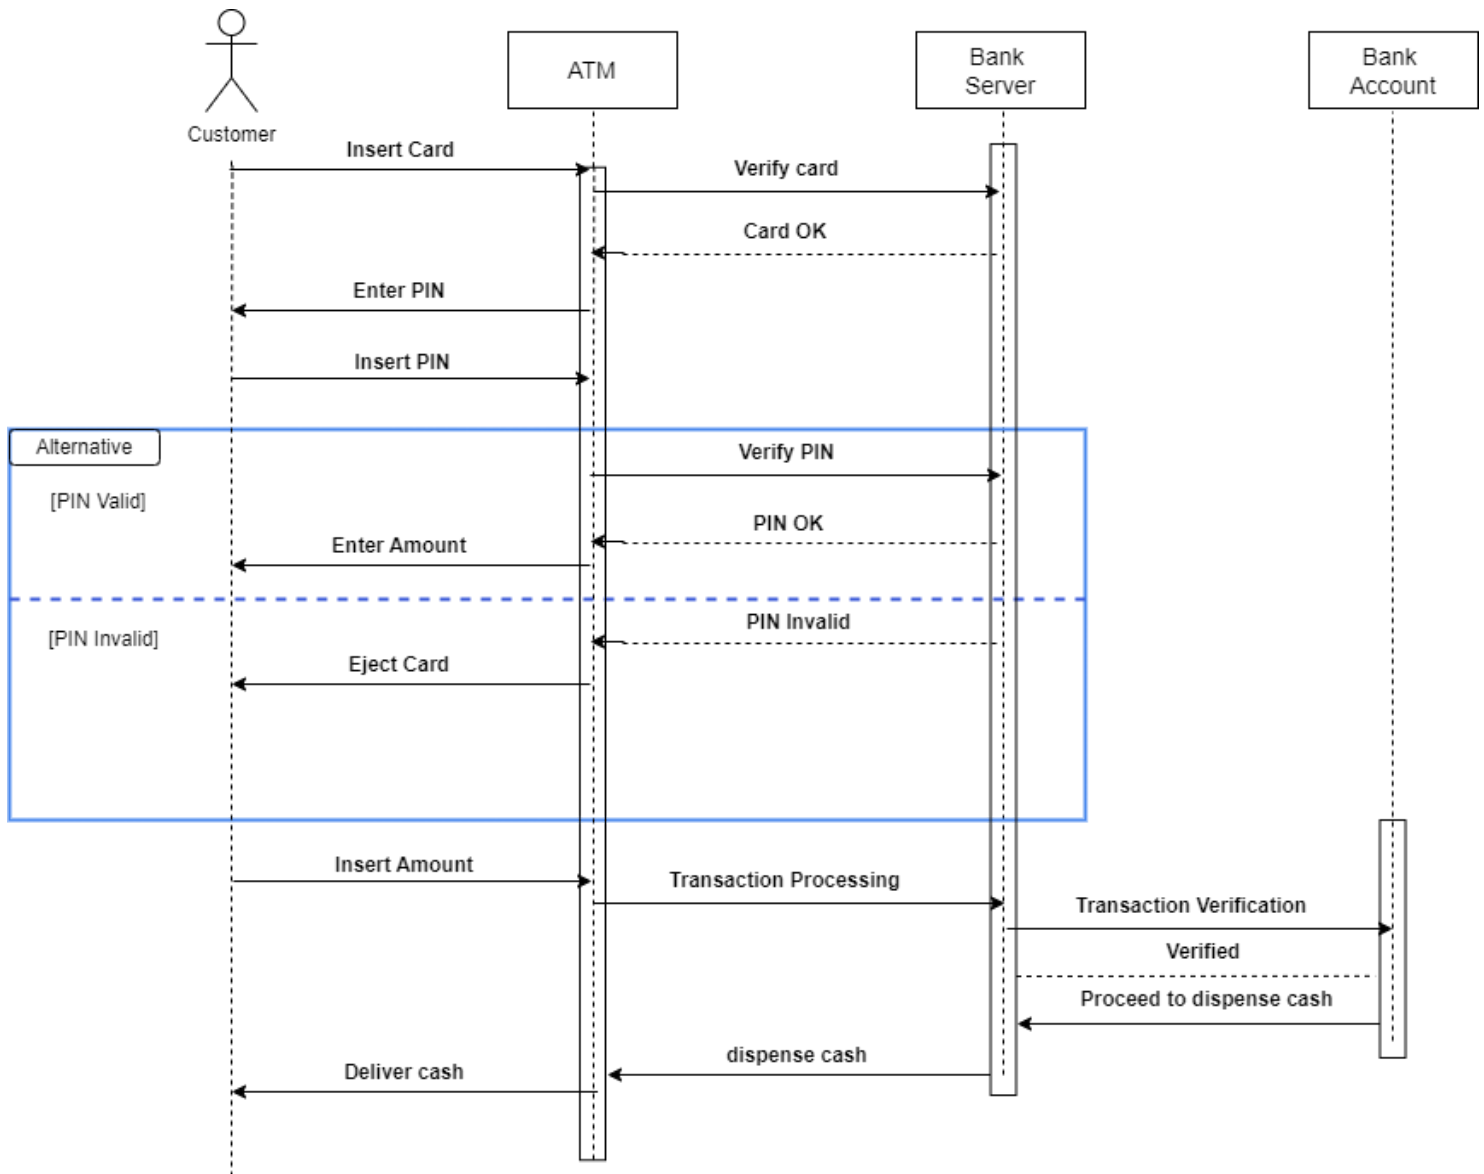 ATM
Bank
Server
Bank
Account
Customer
Insert Card
Verify card
Card OK
Enter PIN
Insert PIN
Alternative
Verify PIN
[PIN Valid]
PIN OK
Enter Amount
PIN Invalid
[PIN Invalid]
Eject Card
Insert Amount
Transaction Processing
Transaction Verification
Verified
Proceed to dispense cash
dispense cash
Deliver cash